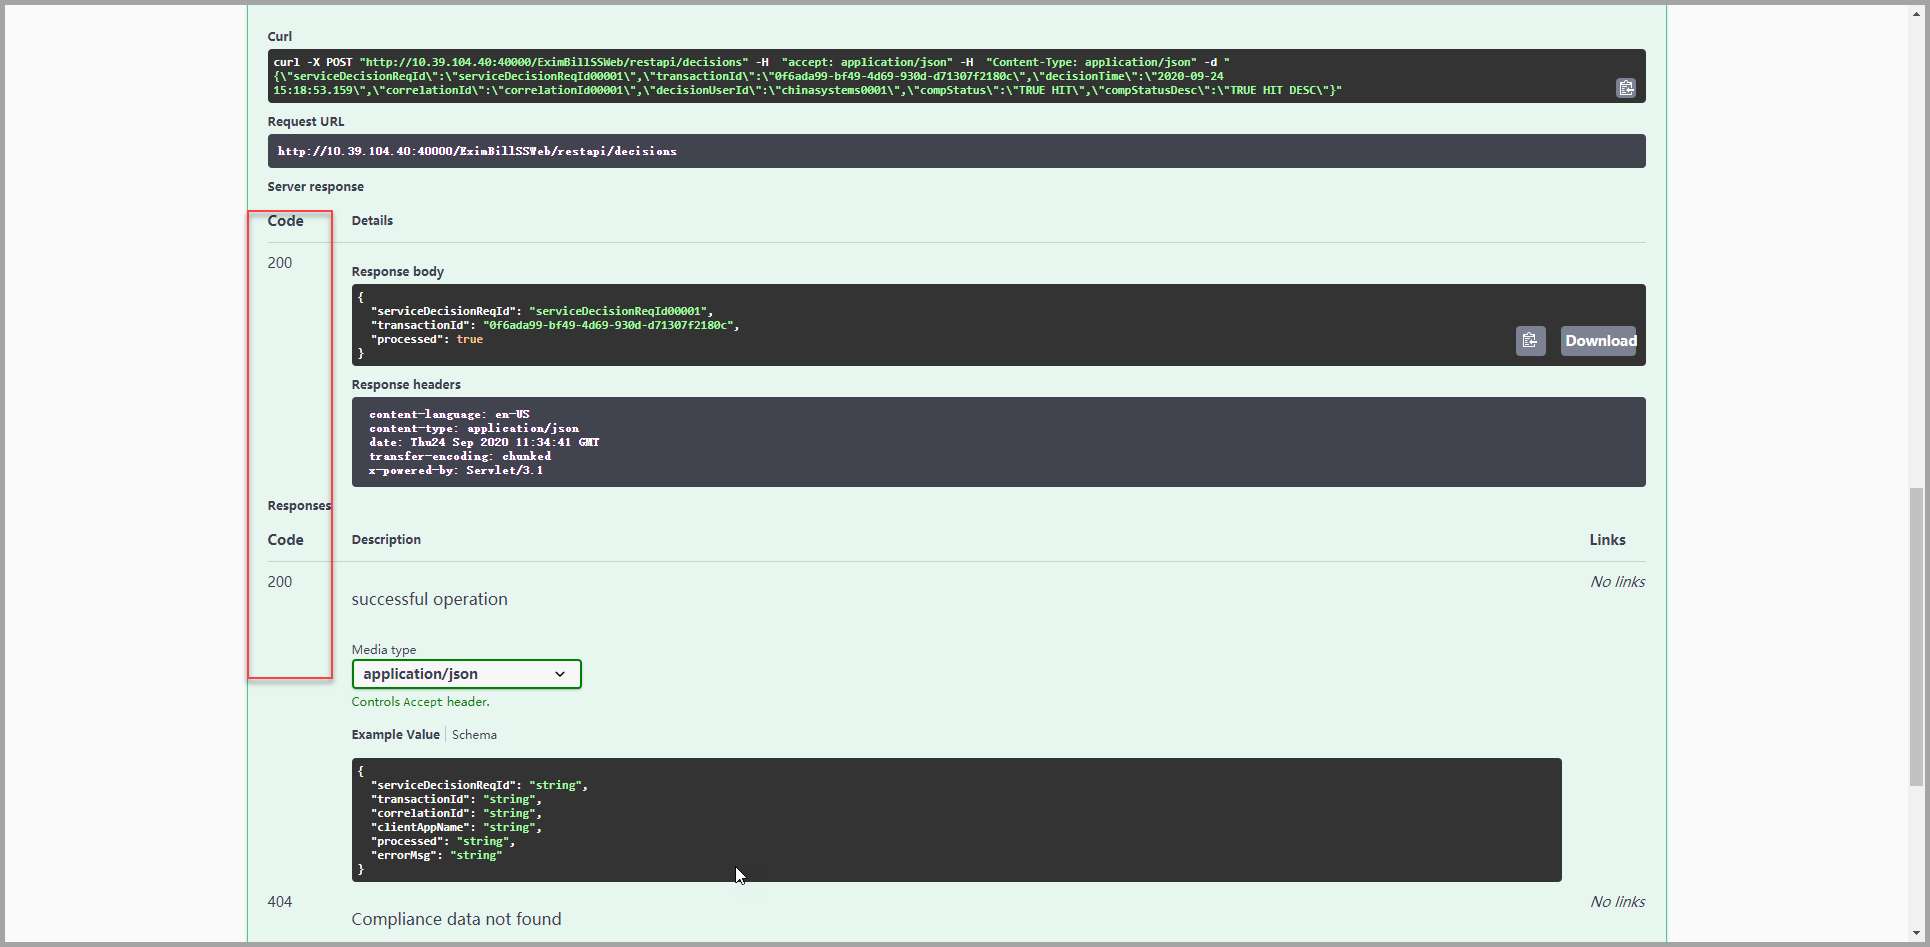 Curl
curl -X POST "http://10.39.104.40:40000/EximBillSSWeb/restapi/decisions" -H  "accept: application/json" -H  "Content-Type: application/json" -d "
{\"serviceDecisionReqId\":\"serviceDecisionReqId00001\",\"transactionId\":\"0f6ada99-bf49-4d69-930d-d71307f2180c\",\"decisionTime\":\"2020-09-24
15:18:53.159\",\"correlationId\":\"correlationId00001\",\"decisionUserId\":\"chinasystems0001\",\"compStatus\":\"TRUE HIT\",\"compStatusDesc\":\"TRUE HIT DESC\"}"
Request URL
http://10.39.104.40:40000/EximBillSSWeb/restapi/decisions
Server response
Code Details
200
Response body
{
"serviceDecisionReqId": "serviceDecisionReqId00001",
"transactionId": "0f6ada99-bf49-4d69-930d-d71307f2180c",
"processed": true
}
Download
Response headers
content-language: en-US
content-type: application/json
date: Thu24 Sep 2020 11:34:41 GMT
transfer-encoding: chunked
x-powered-by: Servlet/3.1
Responses
Code Description Links
200 No links
successful operation
Media type
application/json
Controls Accept header.
Example Value Schema
{
"serviceDecisionReqId": "string",
"transactionId": "string",
"correlationId": "string",
"clientAppName": "string",
"processed": "string",
"errorMsg": "string"
}
404 No links
Compliance data not found